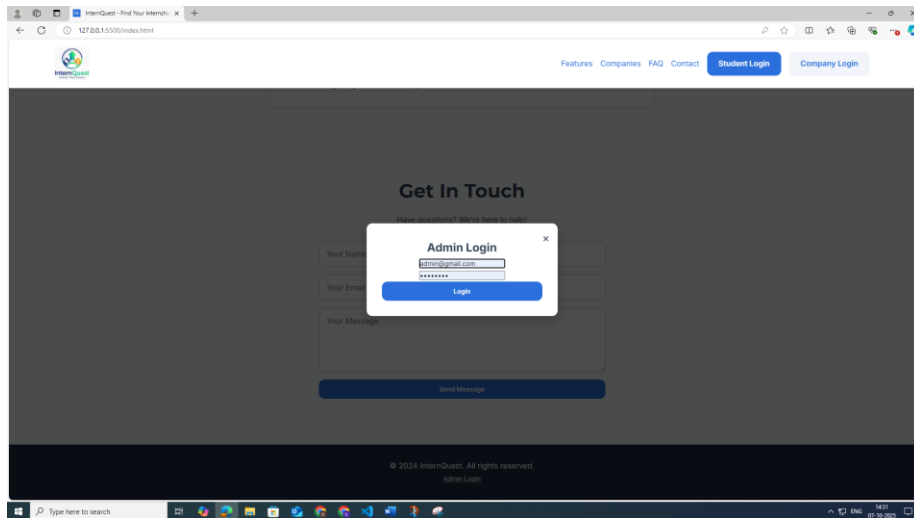 InternQuest - Find Your Internshi
127.0.0.1:5500/index.html
InternQuest
Features Companies FAQ Contact Student Login Company Login
Get In Touch
Have questions? We're here to help!
Admin Login
Your Name
admin@gmail.com
Your Email
Login
Your Message
Send Message
© 2024 InternQuest. All rights reserved.
Admin Login
Type here to search
ENG
14:31
07-10-2025